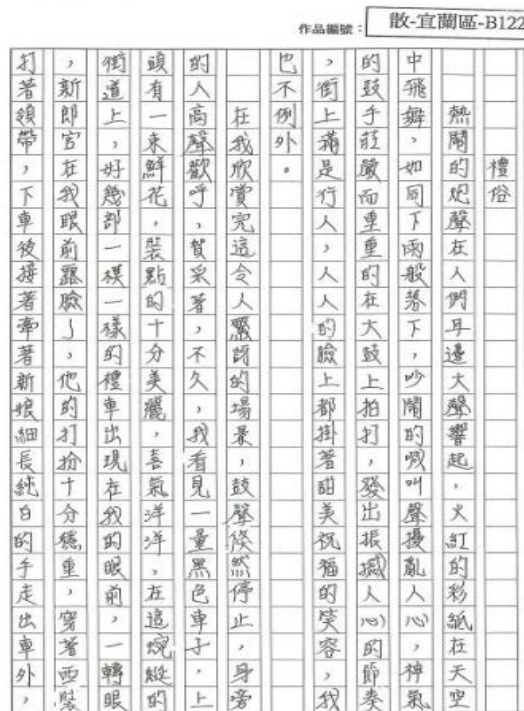 作品編號：散-宜蘭區-B122
禮俗
熱鬧的炮聲在人們耳邊大聲響起，火紅的彩紙在天空
中飛舞，如同下雨般落下，吵鬧的喊叫聲擾亂人心，神氣
的鼓手莊嚴而重重的在大鼓上拍打，發出振撼人心的節奏
，街上滿是行人，人人的臉上都掛著甜美祝福的笑容，我
也不例外。
在我欣賞完這令人驚訝的場景，鼓聲倏然停止，身旁
的人高聲歡呼，賀采著，不久，我看見一量黑色車子，上
頭有一束鮮花，裝點的十分美麗，喜氣洋洋，在這蜿蜒的
街道上，好幾部一模一樣的禮車出現在我的眼前，一轉眼
，新郎官在我眼前露臉了，他的打扮十分穩重，穿著西裝
打著領帶，下車後接著牽著新娘細長純白的手走出車外，